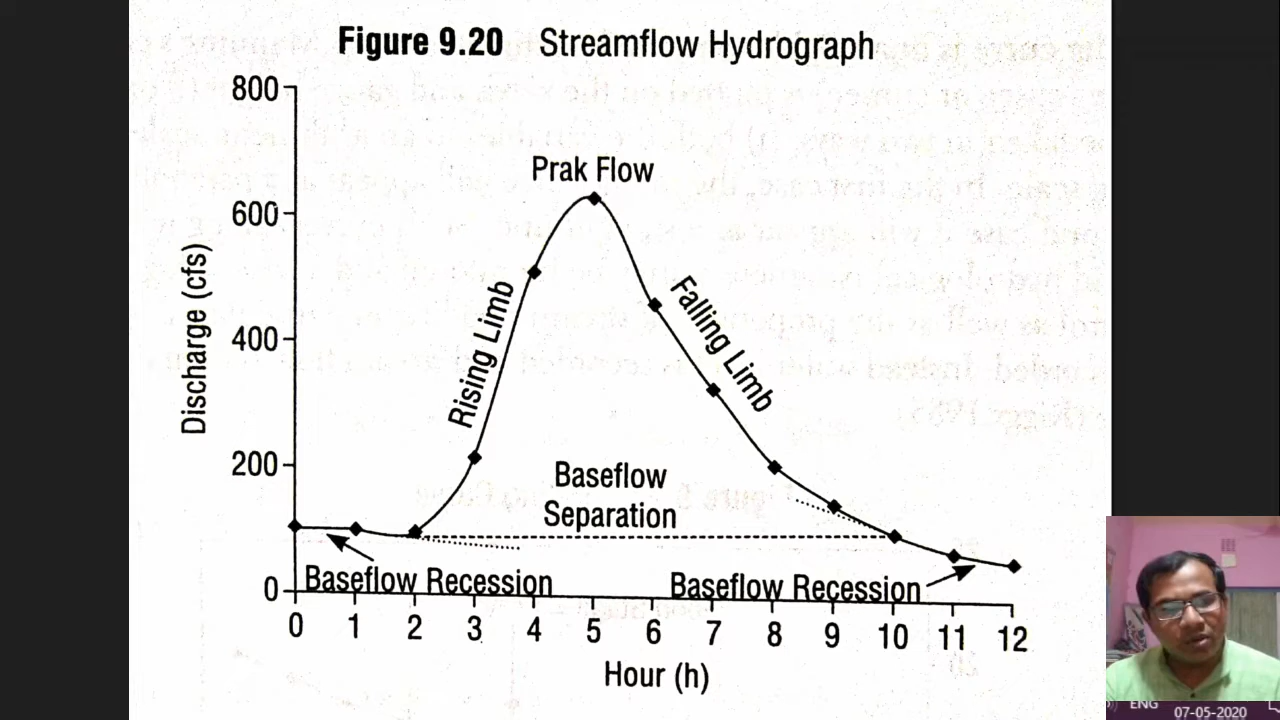 Figure 9.20 Streamflow Hydrograph
800
600
400
200
0
Discharge (cfs)
Prak Flow
Rising Limb
Falling Limb
Baseflow
Separation
Baseflow Recession
Baseflow Recession
0 1 2 3 4 5 6 7 8 9 10 11 12
Hour (h)
ENG
07-05-2020